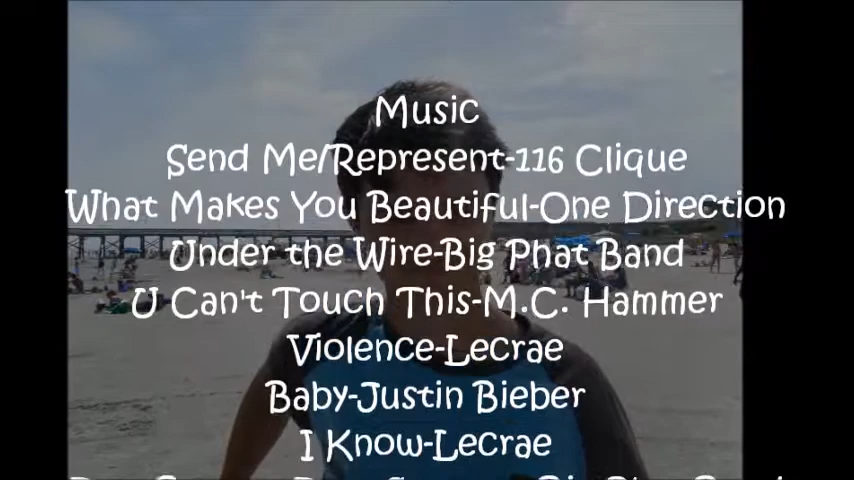 Music
Send Me/Represent-116 Clique
What Makes You Beautiful-One Direction
Under the Wire-Big Phat Band
U Can't Touch This-M.C. Hammer
Violence-Lecrae
Baby-Justin Bieber
I Know-Lecrae